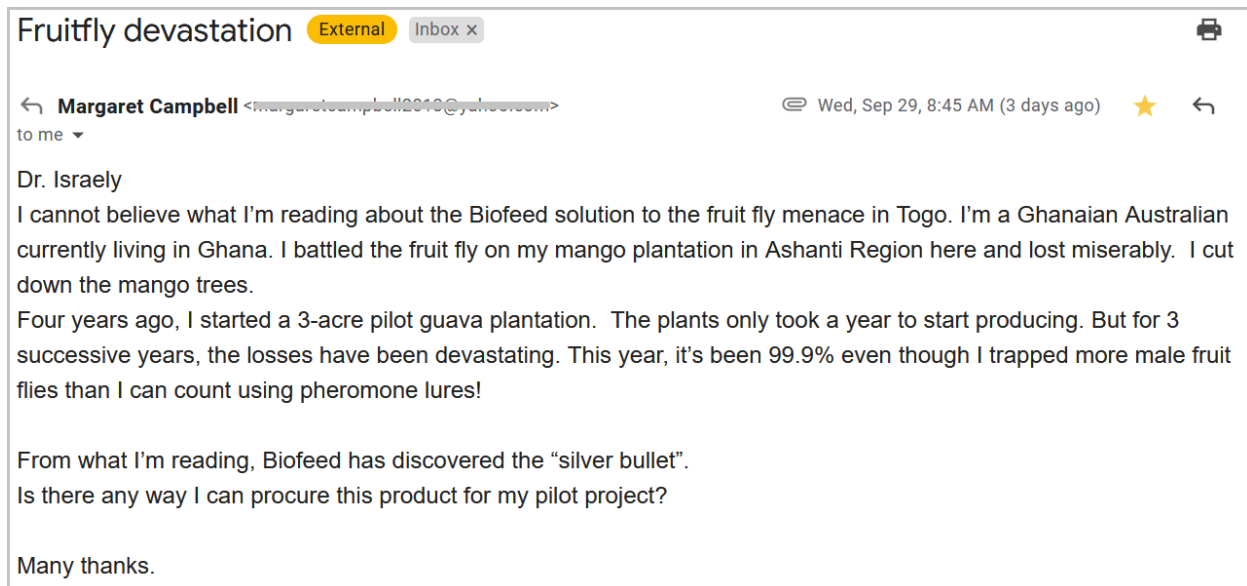 Fruitfly devastation External Inbox ×
Margaret Campbell Wed, Sep 29, 8:45 AM (3 days ago)
to me
Dr. Israely
I cannot believe what I’m reading about the Biofeed solution to the fruit fly menace in Togo. I’m a Ghanaian Australian
currently living in Ghana. I battled the fruit fly on my mango plantation in Ashanti Region here and lost miserably.  I cut
down the mango trees.
Four years ago, I started a 3-acre pilot guava plantation.  The plants only took a year to start producing. But for 3
successive years, the losses have been devastating. This year, it’s been 99.9% even though I trapped more male fruit
flies than I can count using pheromone lures!
From what I’m reading, Biofeed has discovered the “silver bullet”.
Is there any way I can procure this product for my pilot project?
Many thanks.